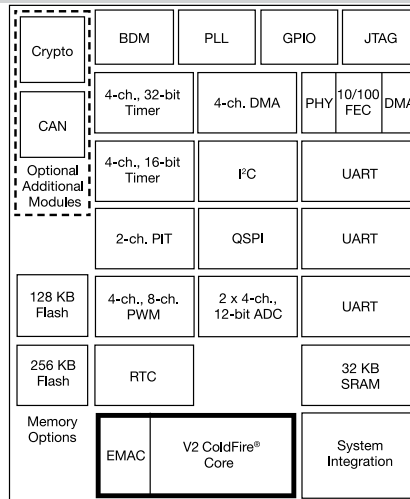 Crypto
BDM
PLL
GPIO
JTAG
CAN
Optional
Additional
Modules
4-ch., 32-bit
Timer
4-ch. DMA
PHY
10/100
FEC
DMA
4-ch., 16-bit
Timer
I²C
UART
2-ch. PIT
QSPI
UART
128 KB
Flash
4-ch., 8-ch.
PWM
2 x 4-ch.,
12-bit ADC
UART
256 KB
Flash
RTC
32 KB
SRAM
Memory
Options
EMAC
V2 ColdFire®
Core
System
Integration